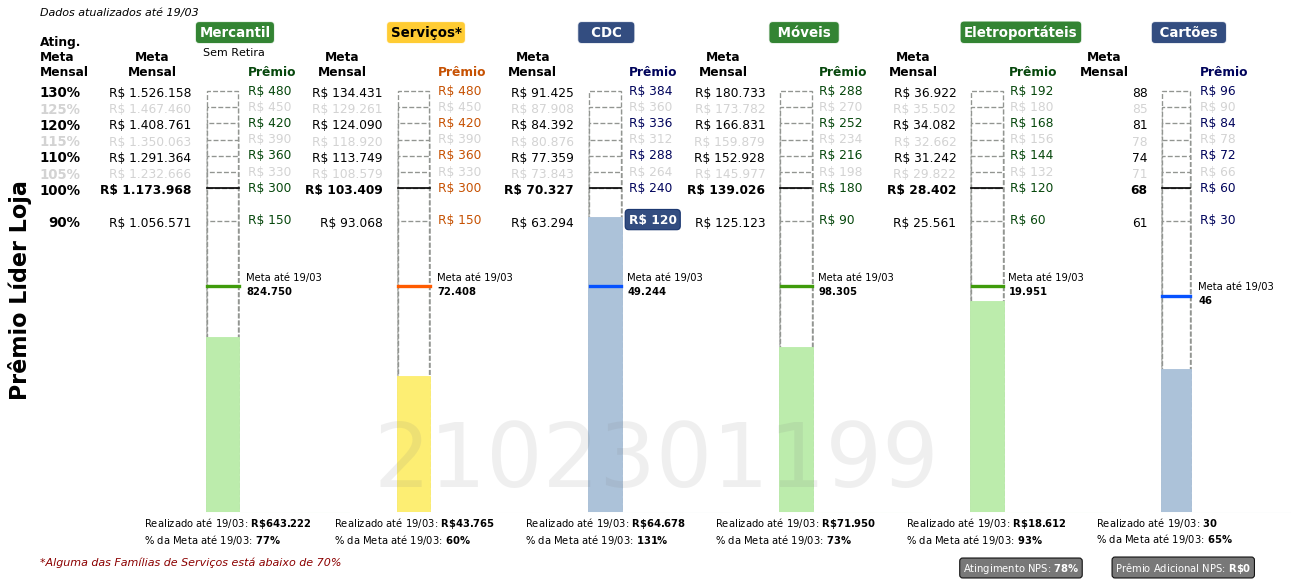 Dados atualizados até 19/03
Mercantil Serviços* CDC Móveis Eletroportáteis Cartões
Sem Retira
Ating. Meta Mensal Meta Mensal Prêmio Meta Mensal Prêmio Meta Mensal Prêmio Meta Mensal Prêmio Meta Mensal Prêmio Meta Mensal Prêmio
130% R$ 1.526.158 R$ 480 R$ 134.431 R$ 480 R$ 91.425 R$ 384 R$ 180.733 R$ 288 R$ 36.922 R$ 192 88 R$ 96
125% R$ 1.467.460 R$ 450 R$ 129.261 R$ 450 R$ 87.908 R$ 360 R$ 173.782 R$ 270 R$ 35.502 R$ 180 85 R$ 90
120% R$ 1.408.761 R$ 420 R$ 124.090 R$ 420 R$ 84.392 R$ 336 R$ 166.831 R$ 252 R$ 34.082 R$ 168 81 R$ 84
115% R$ 1.350.063 R$ 390 R$ 118.920 R$ 390 R$ 80.876 R$ 312 R$ 159.879 R$ 234 R$ 32.662 R$ 156 78 R$ 78
110% R$ 1.291.364 R$ 360 R$ 113.749 R$ 360 R$ 77.359 R$ 288 R$ 152.928 R$ 216 R$ 31.242 R$ 144 74 R$ 72
105% R$ 1.232.666 R$ 330 R$ 108.579 R$ 330 R$ 73.843 R$ 264 R$ 145.977 R$ 198 R$ 29.822 R$ 132 71 R$ 66
100% R$ 1.173.968 R$ 300 R$ 103.409 R$ 300 R$ 70.327 R$ 240 R$ 139.026 R$ 180 R$ 28.402 R$ 120 68 R$ 60
90% R$ 1.056.571 R$ 150 R$ 93.068 R$ 150 R$ 63.294 R$ 120 R$ 125.123 R$ 90 R$ 25.561 R$ 60 61 R$ 30
Prêmio Líder Loja
Meta até 19/03 Meta até 19/03 Meta até 19/03 Meta até 19/03 Meta até 19/03 Meta até 19/03
824.750 72.408 49.244 98.305 19.951 46
2102301199
Realizado até 19/03: R$643.222 Realizado até 19/03: R$43.765 Realizado até 19/03: R$64.678 Realizado até 19/03: R$71.950 Realizado até 19/03: R$18.612 Realizado até 19/03: 30
% da Meta até 19/03: 77% % da Meta até 19/03: 60% % da Meta até 19/03: 131% % da Meta até 19/03: 73% % da Meta até 19/03: 93% % da Meta até 19/03: 65%
*Alguma das Famílias de Serviços está abaixo de 70%
Atingimento NPS: 78% Prêmio Adicional NPS: R$0